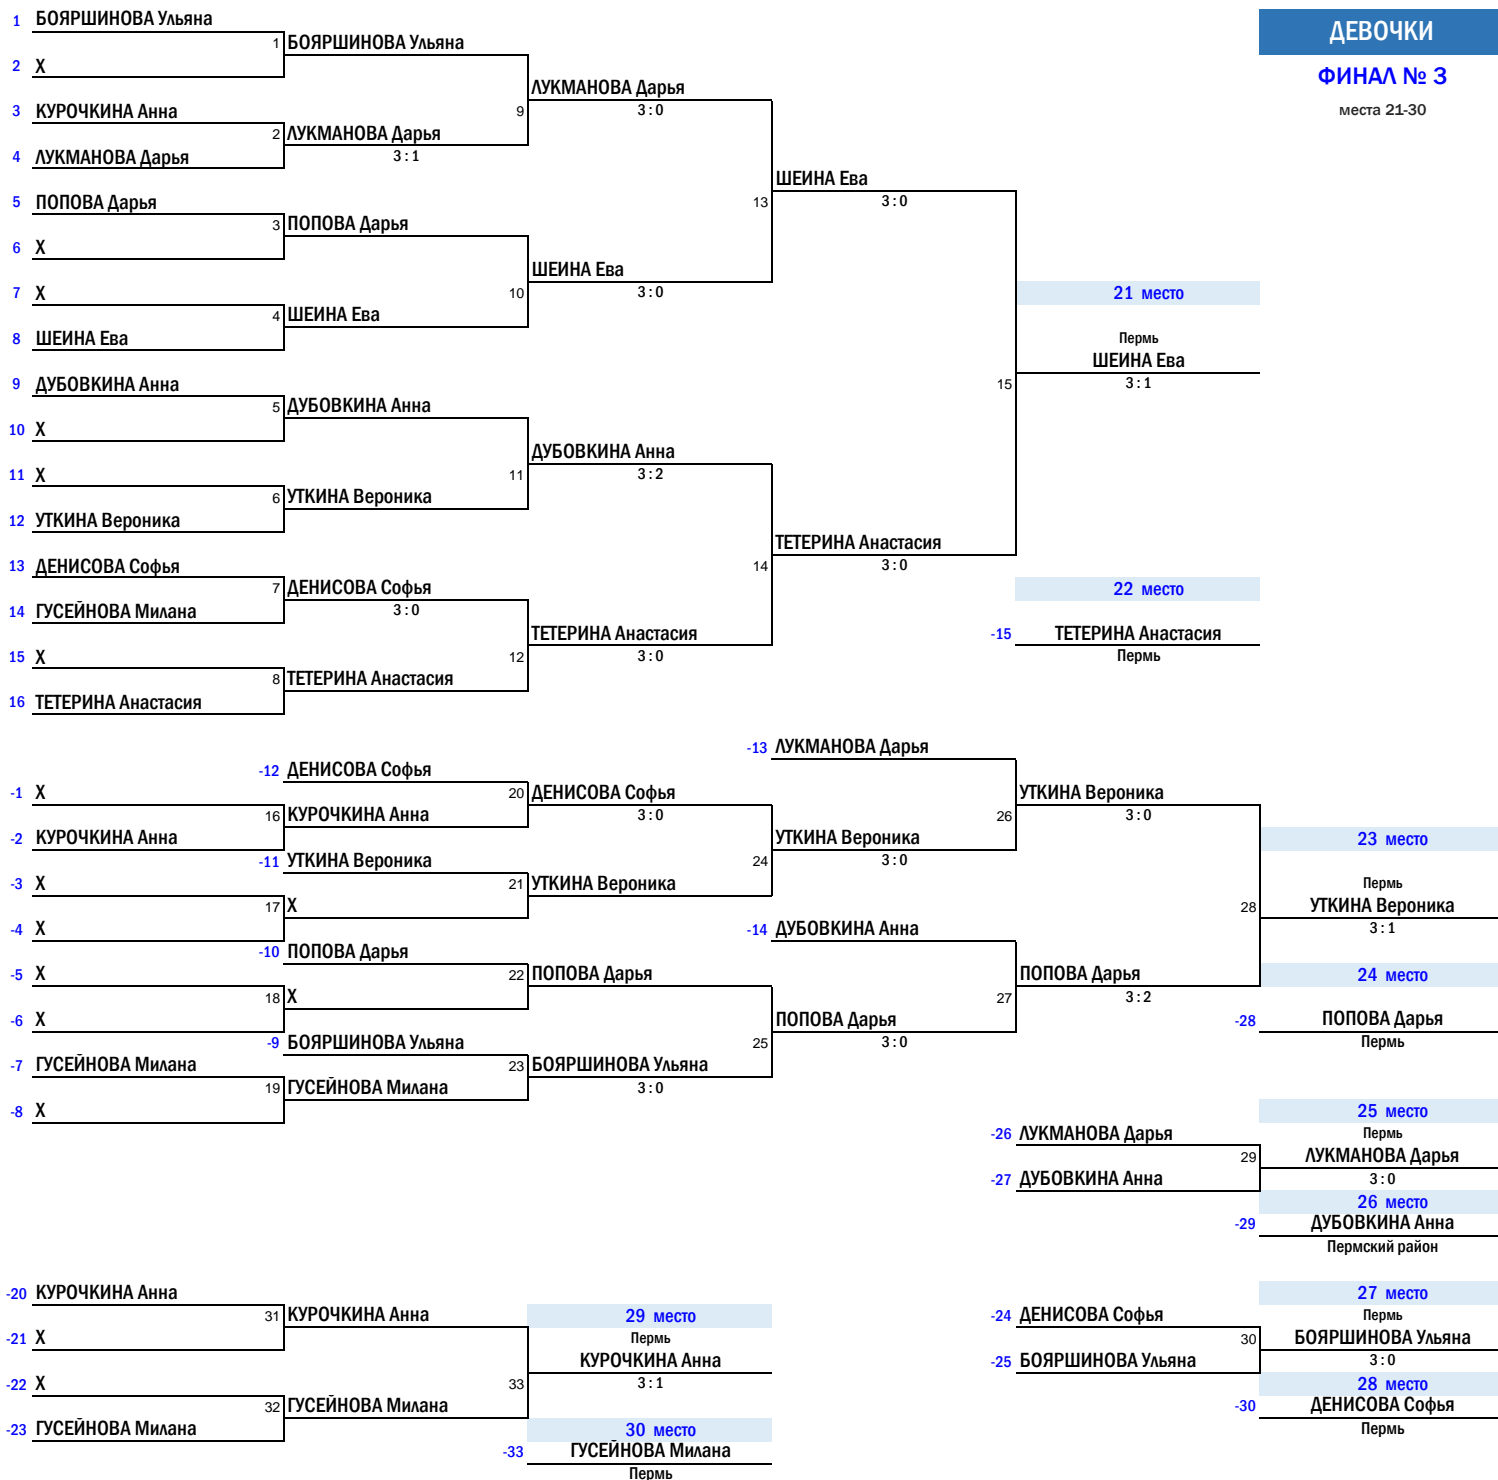 1 БОЯРШИНОВА Ульяна
ДЕВОЧКИ
1 БОЯРШИНОВА Ульяна
2 X
ФИНАЛ № 3
ЛУКМАНОВА Дарья
3 КУРОЧКИНА Анна
9
3 : 0
места 21-30
2 ЛУКМАНОВА Дарья
4 ЛУКМАНОВА Дарья
3 : 1
ШЕИНА Ева
5 ПОПОВА Дарья
13
3 : 0
3 ПОПОВА Дарья
6 X
ШЕИНА Ева
7 X
10
3 : 0
21 место
4 ШЕИНА Ева
8 ШЕИНА Ева
Пермь
ШЕИНА Ева
9 ДУБОВКИНА Анна
15
3 : 1
5 ДУБОВКИНА Анна
10 X
ДУБОВКИНА Анна
11 X
11
3 : 2
6 УТКИНА Вероника
12 УТКИНА Вероника
ТЕТЕРИНА Анастасия
13 ДЕНИСОВА Софья
14
3 : 0
7 ДЕНИСОВА Софья
22 место
14 ГУСЕЙНОВА Милана
3 : 0
ТЕТЕРИНА Анастасия
-15 ТЕТЕРИНА Анастасия
15 X
12
3 : 0
Пермь
8 ТЕТЕРИНА Анастасия
16 ТЕТЕРИНА Анастасия
-13 ЛУКМАНОВА Дарья
-12 ДЕНИСОВА Софья
-1 X
20 ДЕНИСОВА Софья
УТКИНА Вероника
16 КУРОЧКИНА Анна
3 : 0
26
3 : 0
-2 КУРОЧКИНА Анна
УТКИНА Вероника
23 место
-11 УТКИНА Вероника
24
3 : 0
-3 X
21 УТКИНА Вероника
Пермь
17 X
28
УТКИНА Вероника
-4 X
-14 ДУБОВКИНА Анна
3 : 1
-10 ПОПОВА Дарья
-5 X
22 ПОПОВА Дарья
ПОПОВА Дарья
24 место
18 X
27
3 : 2
-6 X
ПОПОВА Дарья
-28 ПОПОВА Дарья
-9 БОЯРШИНОВА Ульяна
25
3 : 0
Пермь
-7 ГУСЕЙНОВА Милана
23 БОЯРШИНОВА Ульяна
19 ГУСЕЙНОВА Милана
3 : 0
-8 X
25 место
-26 ЛУКМАНОВА Дарья
Пермь
29 ЛУКМАНОВА Дарья
-27 ДУБОВКИНА Анна
3 : 0
26 место
-29 ДУБОВКИНА Анна
Пермский район
-20 КУРОЧКИНА Анна
27 место
31 КУРОЧКИНА Анна
29 место
-24 ДЕНИСОВА Софья
Пермь
-21 X
Пермь
30 БОЯРШИНОВА Ульяна
КУРОЧКИНА Анна
-25 БОЯРШИНОВА Ульяна
3 : 0
-22 X
33
3 : 1
28 место
32 ГУСЕЙНОВА Милана
-30 ДЕНИСОВА Софья
-23 ГУСЕЙНОВА Милана
30 место
Пермь
-33 ГУСЕЙНОВА Милана
Пермь